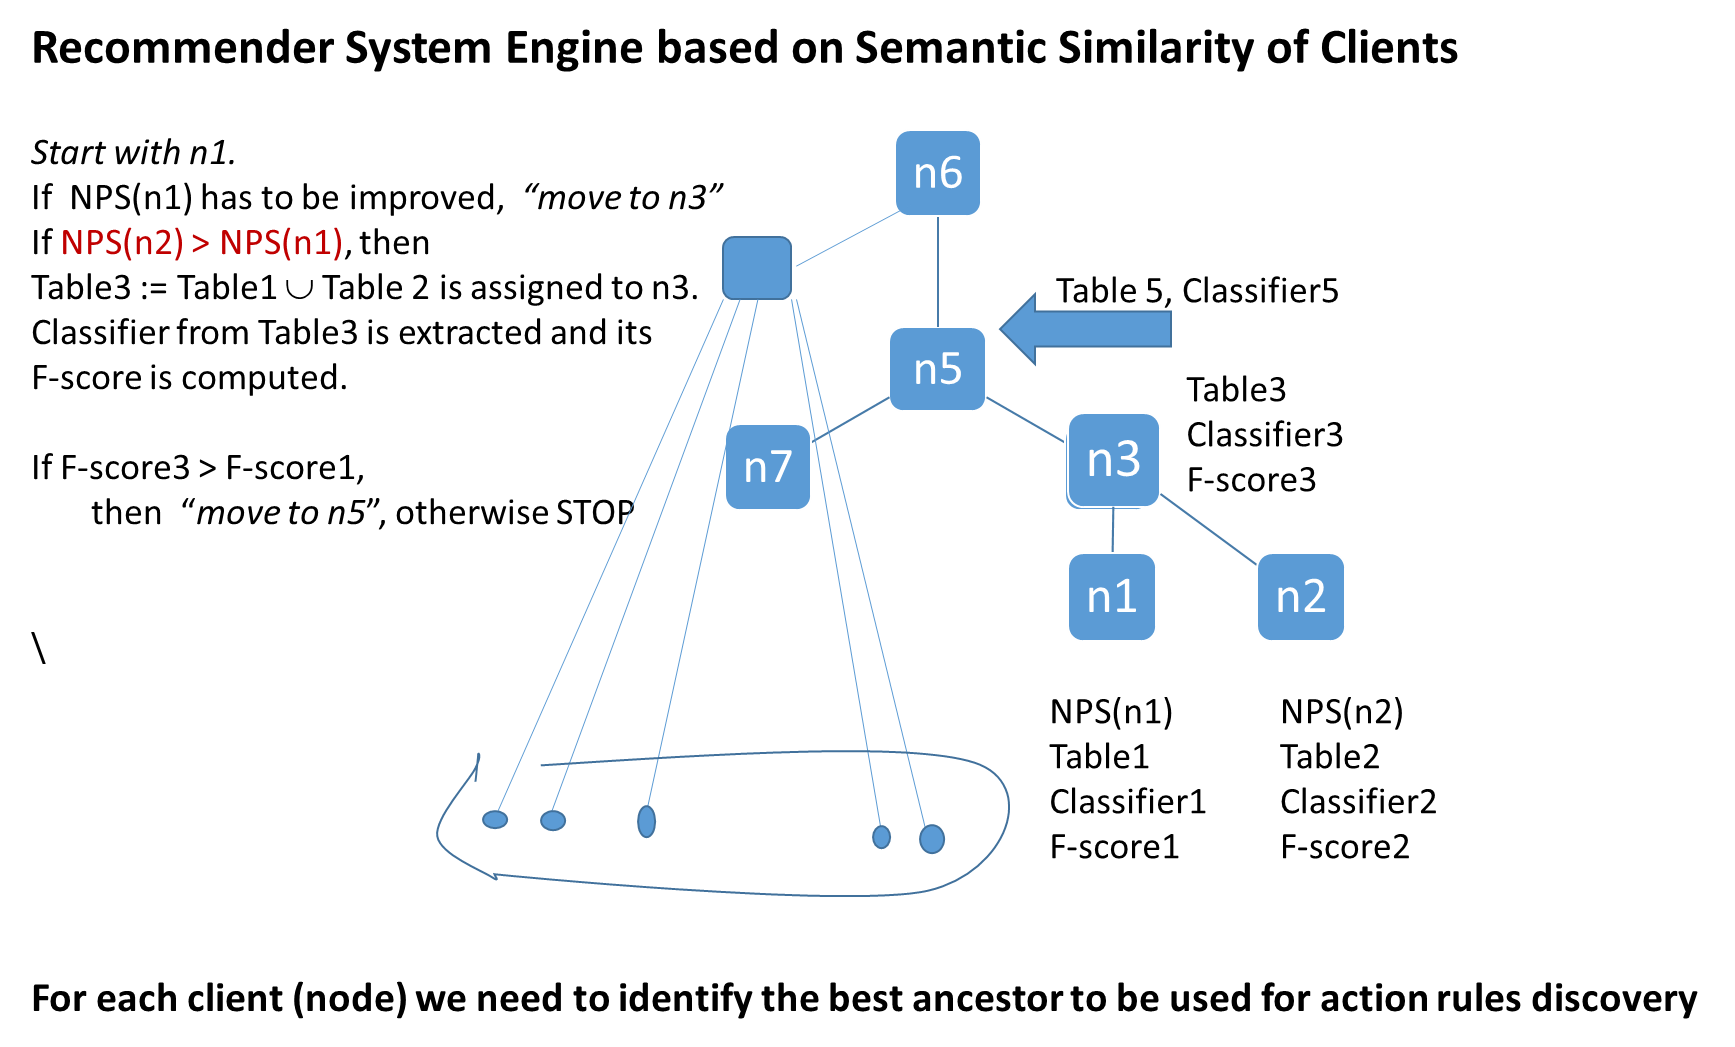 Recommender System Engine based on Semantic Similarity of Clients
Start with n1.
If NPS(n1) has to be improved, “move to n3”
If NPS(n2) > NPS(n1), then
Table3 := Table1 ∪ Table 2 is assigned to n3.
Classifier from Table3 is extracted and its
F-score is computed.
If F-score3 > F-score1,
then “move to n5”, otherwise STOP
\
n6
Table 5, Classifier5
n5
Table3
Classifier3
F-score3
n7
n3
n1
n2
NPS(n1)
Table1
Classifier1
F-score1
NPS(n2)
Table2
Classifier2
F-score2
For each client (node) we need to identify the best ancestor to be used for action rules discovery